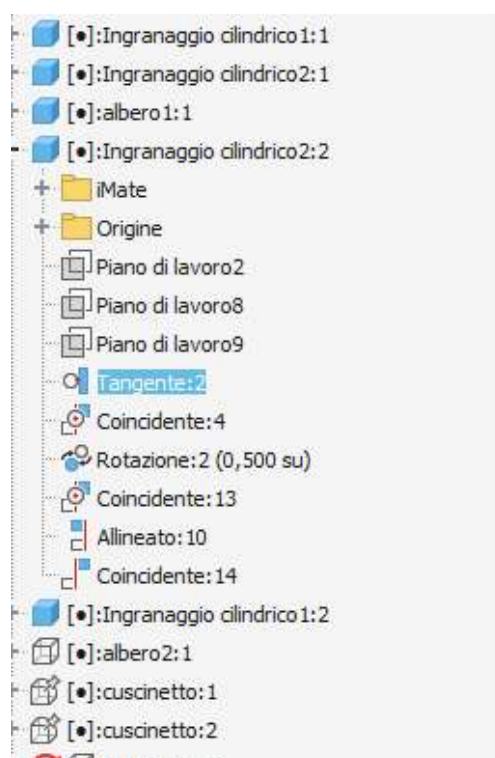 [•]:Ingranaggio cilindrico1:1
[•]:Ingranaggio cilindrico2:1
[•]:albero1:1
[•]:Ingranaggio cilindrico2:2
iMate
Origine
Piano di lavoro2
Piano di lavoro8
Piano di lavoro9
Tangente:2
Coincidente:4
Rotazione:2 (0,500 su)
Coincidente:13
Allineato:10
Coincidente:14
[•]:Ingranaggio cilindrico1:2
[•]:albero2:1
[•]:cuscinetto:1
[•]:cuscinetto:2